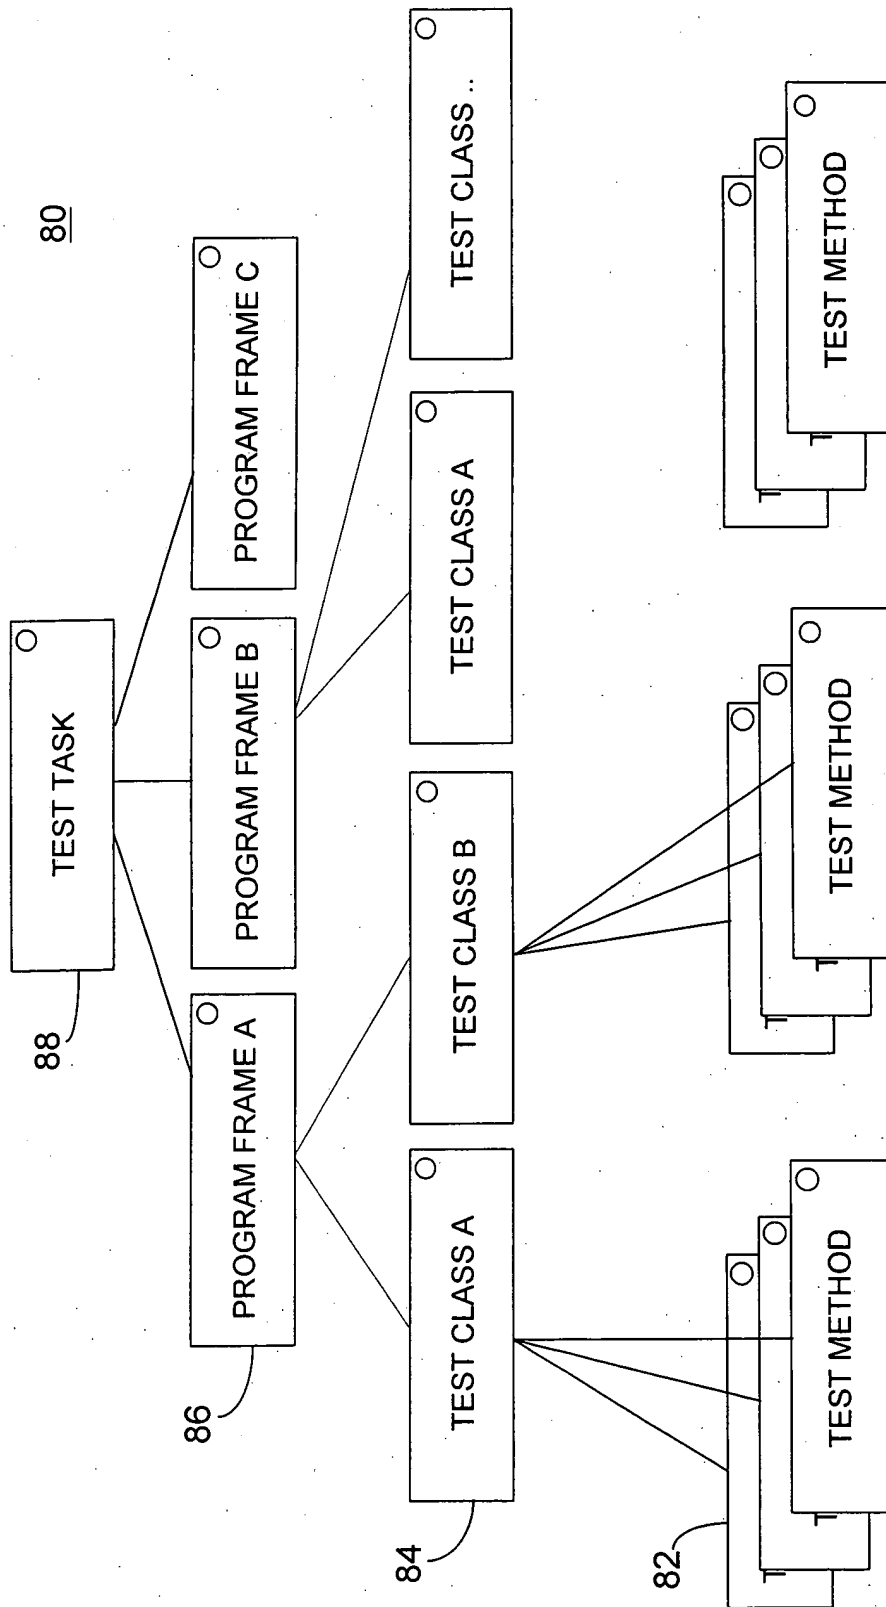 80
88
TEST TASK
86
PROGRAM FRAME A
PROGRAM FRAME B
PROGRAM FRAME C
84
TEST CLASS A
TEST CLASS B
TEST CLASS A
TEST CLASS ..
82
T
T
TEST METHOD
T
T
TEST METHOD
T
T
TEST METHOD